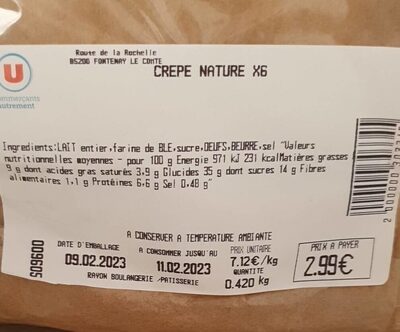 Route de la Rochelle
85200 FONTENAY LE COMTE
CREPE NATURE X6
U
commerçants
autrement
Ingredients:LAIT entier,farine de BLE,sucre,OEUFS,BEURRE,sel "Valeurs
nutritionnelles moyennes - pour 100 g Energie 971 kJ 231 kcalMatières grasses
9 g dont acides gras saturés 3,9 g Glucides 35 g dont sucres 14 g Fibres
alimentaires 1,1 g Protéines 6,6 g Sel 0,48 g"
A CONSERVER A TEMPERATURE AMBIANTE
DATE D'EMBALLAGE A CONSOMMER JUSQU'AU PRIX UNITAIRE PRIX A PAYER
09.02.2023 11.02.2023 7.12€/kg 2.99€
QUANTITE
RAYON BOULANGERIE /PATISSERIE 0.420 kg
009605